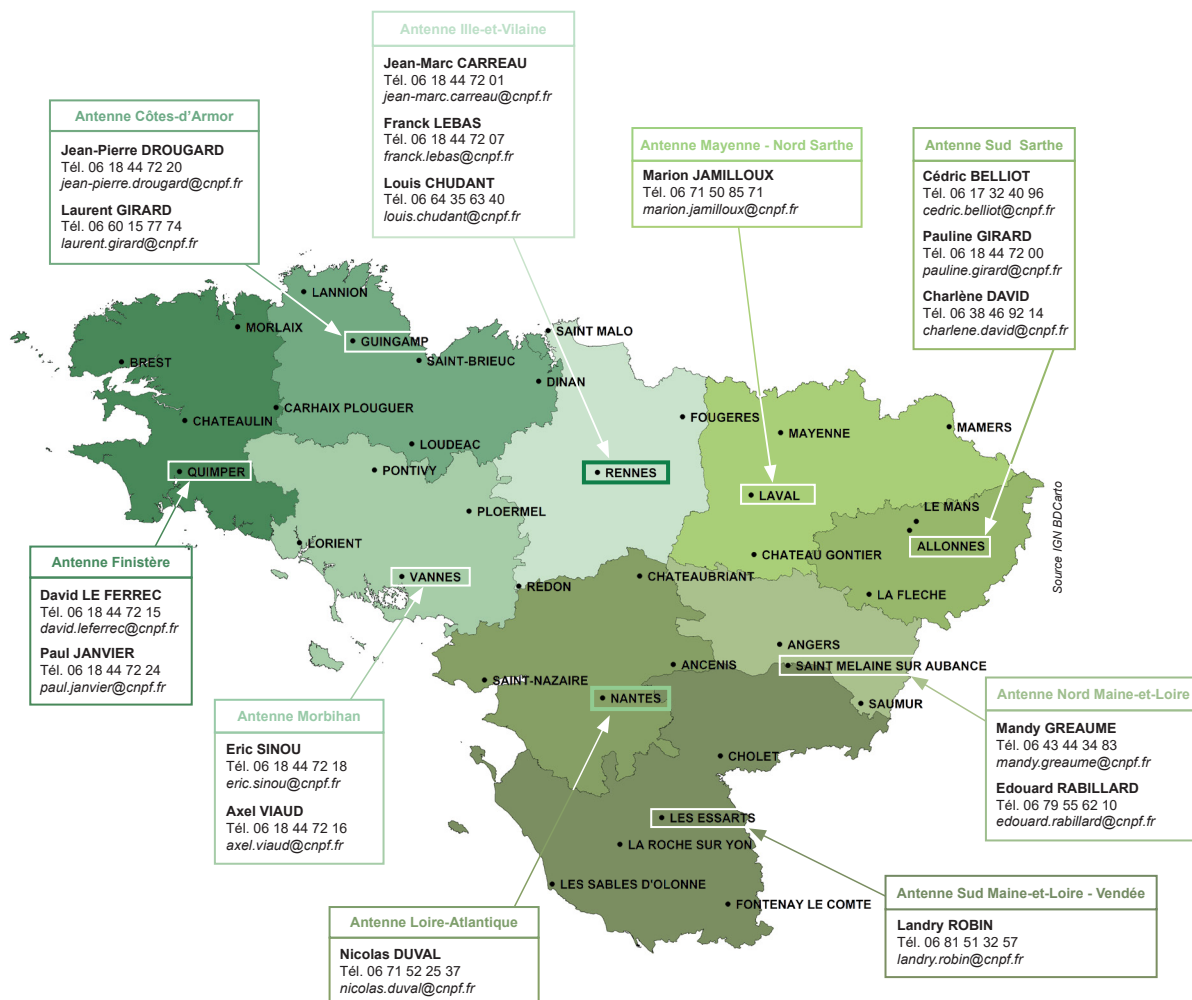 Antenne Ille-et-Vilaine
Jean-Marc CARREAU
Tél. 06 18 44 72 01
jean-marc.carreau@cnpf.fr
Franck LEBAS
Tél. 06 18 44 72 07
franck.lebas@cnpf.fr
Louis CHUDANT
Tél. 06 64 35 63 40
louis.chudant@cnpf.fr
Antenne Côtes-d'Armor
Jean-Pierre DROUGARD
Tél. 06 18 44 72 20
jean-pierre.drougard@cnpf.fr
Laurent GIRARD
Tél. 06 60 15 77 74
laurent.girard@cnpf.fr
Antenne Mayenne - Nord Sarthe
Marion JAMILLOUX
Tél. 06 71 50 85 71
marion.jamilloux@cnpf.fr
Antenne Sud Sarthe
Cédric BELLIOT
Tél. 06 17 32 40 96
cedric.belliot@cnpf.fr
Pauline GIRARD
Tél. 06 18 44 72 00
pauline.girard@cnpf.fr
Charlène DAVID
Tél. 06 38 46 92 14
charlene.david@cnpf.fr
LANNION
MORLAIX
GUINGAMP
SAINT MALO
BREST
SAINT-BRIEUC
DINAN
CARHAIX PLOUGUER
CHATEAULIN
FOUGERES
MAYENNE
MAMERS
LOUDEAC
QUIMPER
PONTIVY
RENNES
LAVAL
PLOERMEL
LE MANS
LORIENT
ALLONNES
CHATEAU GONTIER
VANNES
REDON
CHATEAUBRIANT
LA FLECHE
Source IGN BDCarto
ANGERS
ANCENIS
SAINT MELAINE SUR AUBANCE
SAINT-NAZAIRE
NANTES
SAUMUR
CHOLET
LES ESSARTS
LA ROCHE SUR YON
LES SABLES D'OLONNE
FONTENAY LE COMTE
Antenne Finistère
David LE FERREC
Tél. 06 18 44 72 15
david.leferrec@cnpf.fr
Paul JANVIER
Tél. 06 18 44 72 24
paul.janvier@cnpf.fr
Antenne Morbihan
Eric SINOU
Tél. 06 18 44 72 18
eric.sinou@cnpf.fr
Axel VIAUD
Tél. 06 18 44 72 16
axel.viaud@cnpf.fr
Antenne Nord Maine-et-Loire
Mandy GREAUME
Tél. 06 43 44 34 83
mandy.greaume@cnpf.fr
Edouard RABILLARD
Tél. 06 79 55 62 10
edouard.rabillard@cnpf.fr
Antenne Sud Maine-et-Loire - Vendée
Landry ROBIN
Tél. 06 81 51 32 57
landry.robin@cnpf.fr
Antenne Loire-Atlantique
Nicolas DUVAL
Tél. 06 71 52 25 37
nicolas.duval@cnpf.fr